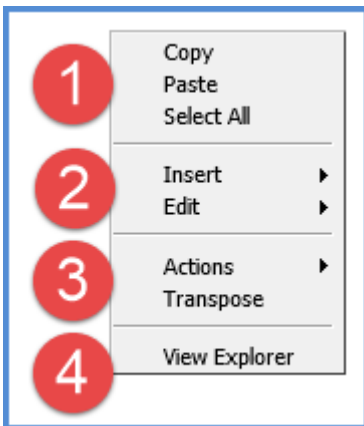 1
Copy
Paste
Select All
2
Insert
Edit
3
Actions
Transpose
4
View Explorer